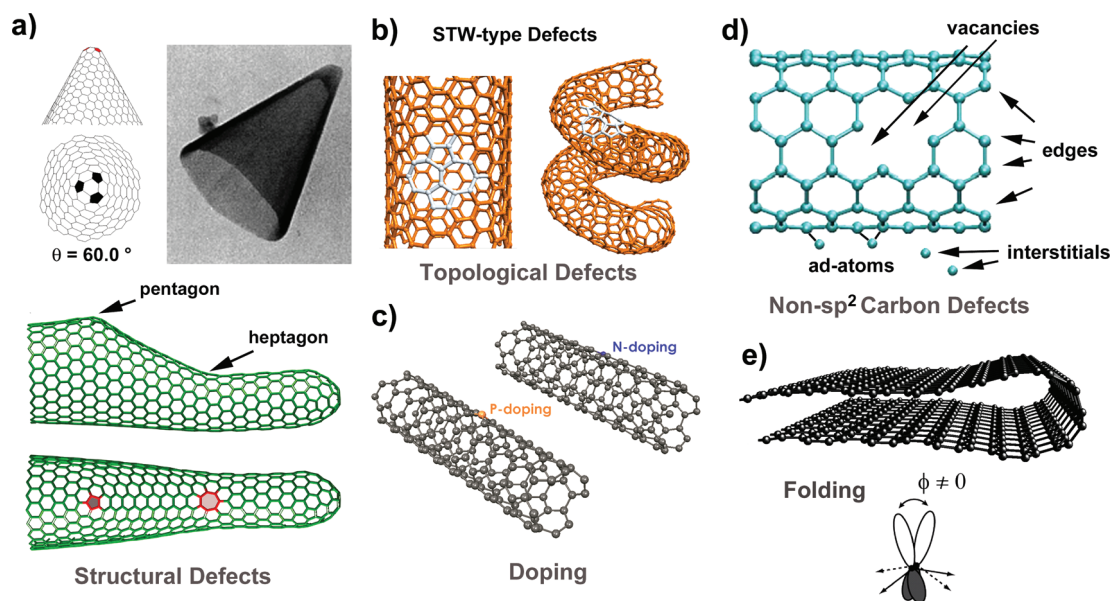 a)
θ = 60.0 °
pentagon
heptagon
Structural Defects
b)
STW-type Defects
Topological Defects
c)
N-doping
P-doping
Doping
d)
vacancies
edges
ad-atoms
interstitials
Non-sp² Carbon Defects
e)
Folding
ϕ ≠ 0